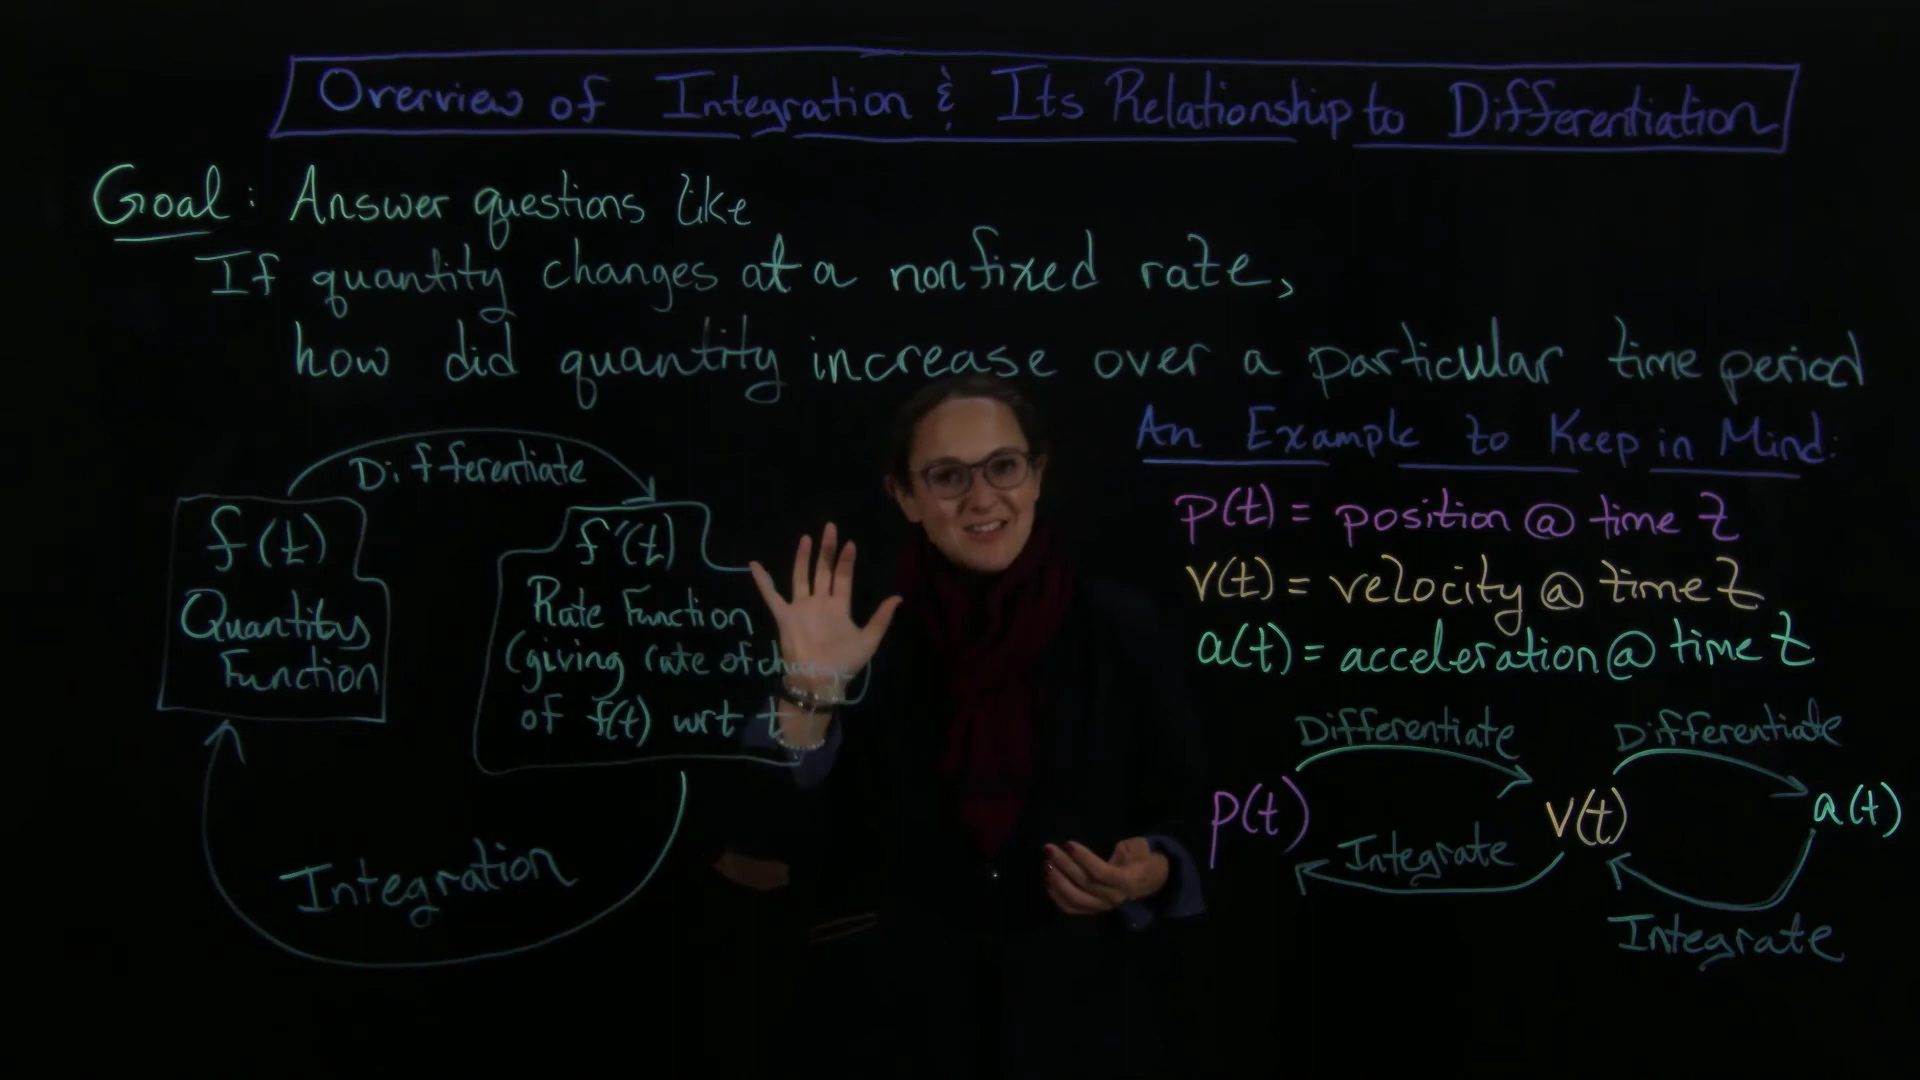 Overview of Integration & Its Relationship to Differentiation
Goal: Answer questions like
If quantity changes at a nonfixed rate,
how did quantity increase over a particular time period
Differentiate
f(t)
Quantity
Function
f'(t)
Rate Function
(giving rate of change
of f(t) wrt t)
Integration
An Example to Keep in Mind:
p(t) = position @ time t
v(t) = velocity @ time t
a(t) = acceleration @ time t
Differentiate Differentiate
p(t) v(t) a(t)
Integrate
Integrate